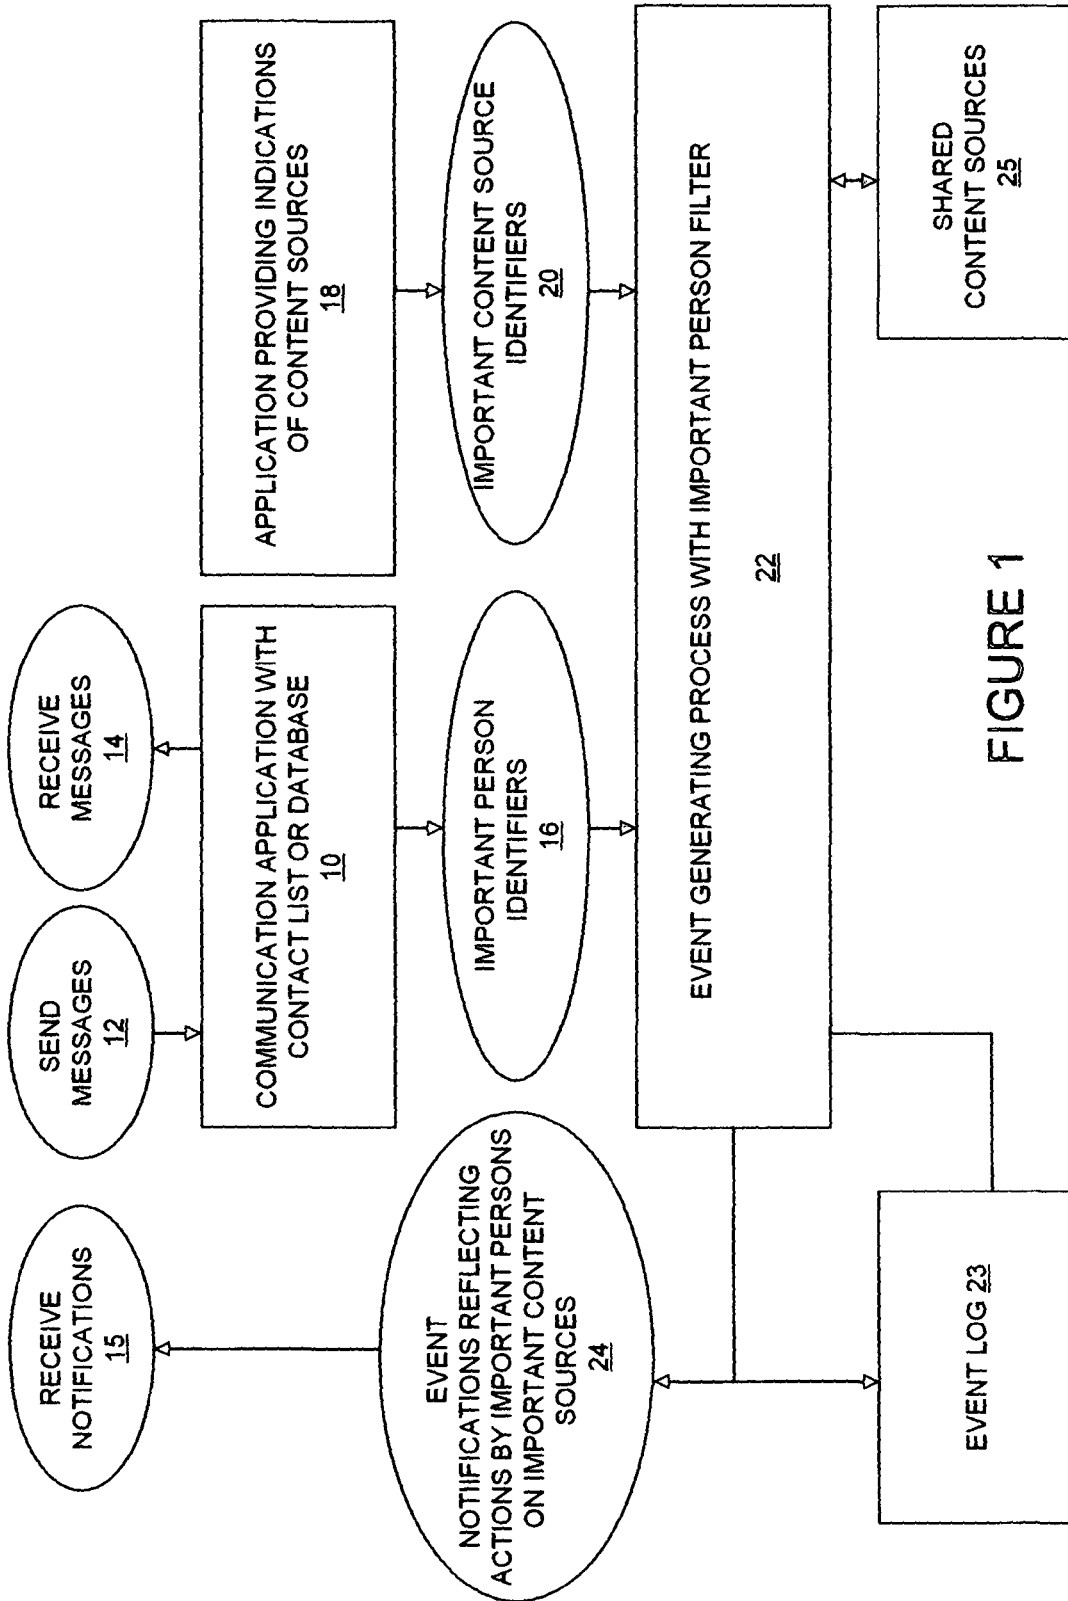 RECEIVE
NOTIFICATIONS
15
SEND
MESSAGES
12
RECEIVE
MESSAGES
14
COMMUNICATION APPLICATION WITH
CONTACT LIST OR DATABASE
10
APPLICATION PROVIDING INDICATIONS
OF CONTENT SOURCES
18
EVENT
NOTIIFICATIONS REFLECTING
ACTIONS BY IMPORTANT PERSONS
ON IMPORTANT CONTENT
SOURCES
24
IMPORTANT PERSON
IDENTIFIERS
16
IMPORTANT CONTENT SOURCE
IDENTIFIERS
20
EVENT GENERATING PROCESS WITH IMPORTANT PERSON FILTER
22
EVENT LOG 23
SHARED
CONTENT SOURCES
25
FIGURE 1